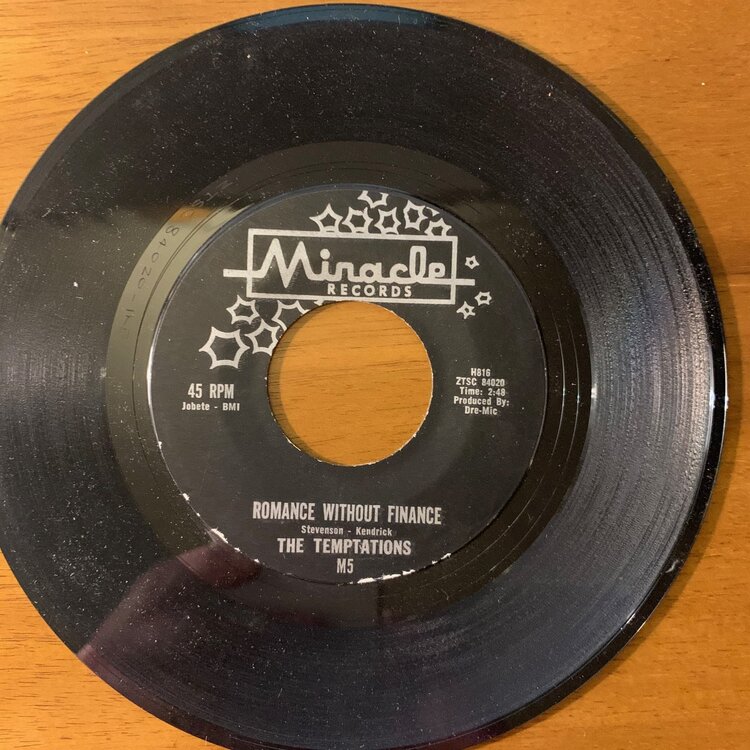 Miracle
RECORDS
45 RPM
Jobete - BMI
H816
ZTSC 84020
Time: 2:48
Produced By:
Dre-Mic
ROMANCE WITHOUT FINANCE
Stevenson - Kendrick
THE TEMPTATIONS
M5